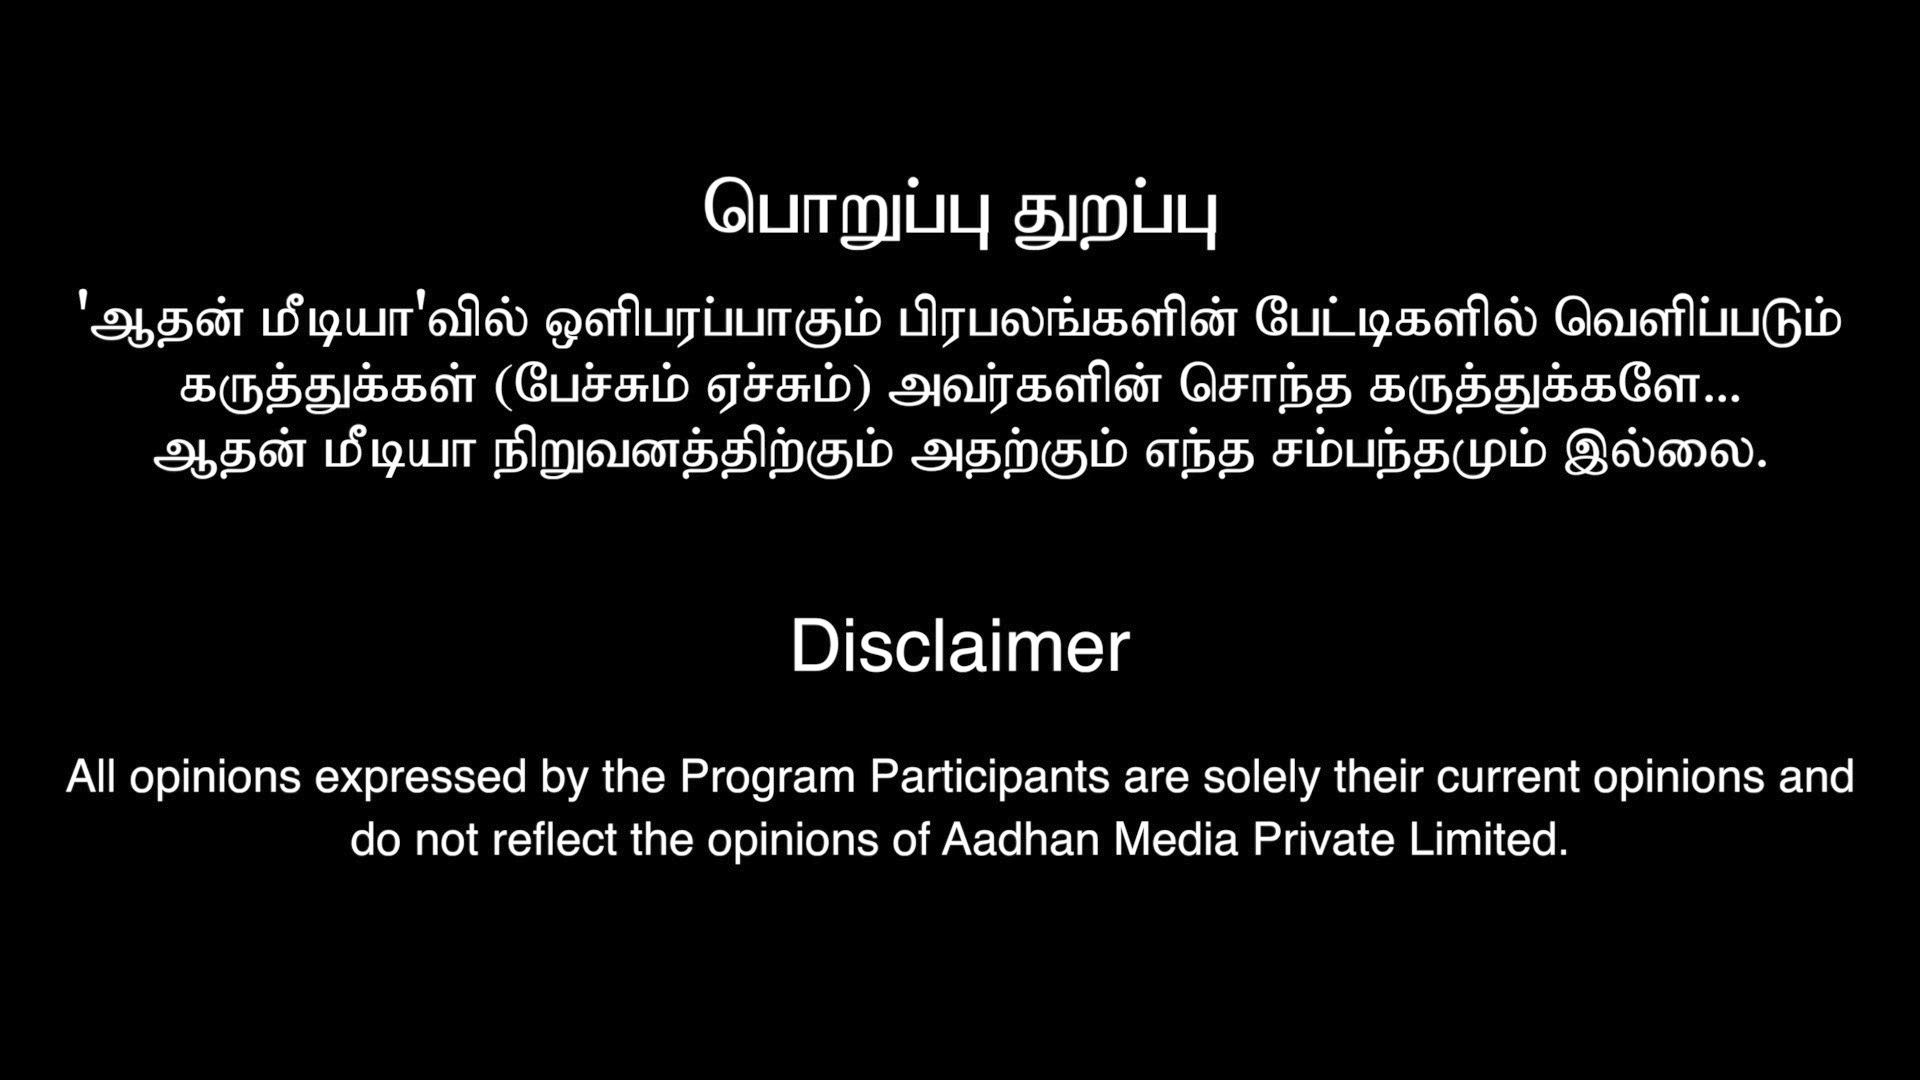 பொறுப்பு துறப்பு
'ஆதன் மீடியா'வில் ஒளிபரப்பாகும் பிரபலங்களின் பேட்டிகளில் வெளிப்படும்
கருத்துக்கள் (பேச்சும் ஏச்சும்) அவர்களின் சொந்த கருத்துக்களே...
ஆதன் மீடியா நிறுவனத்திற்கும் அதற்கும் எந்த சம்பந்தமும் இல்லை.
Disclaimer
All opinions expressed by the Program Participants are solely their current opinions and
do not reflect the opinions of Aadhan Media Private Limited.